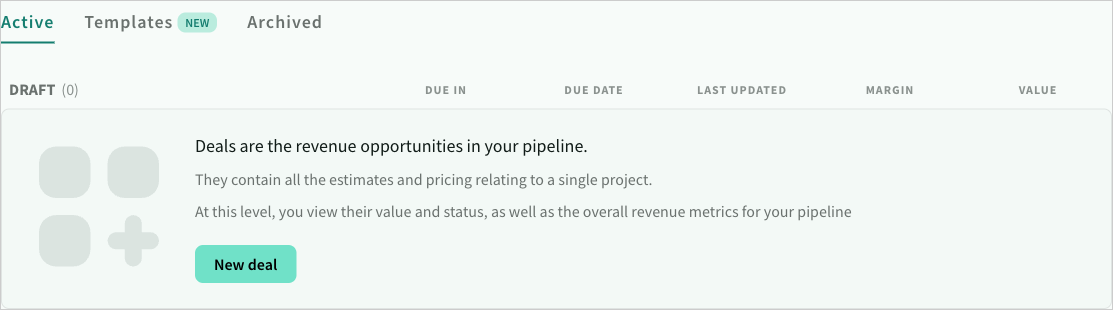 Active Templates NEW Archived
DRAFT (0) DUE IN DUE DATE LAST UPDATED MARGIN VALUE
Deals are the revenue opportunities in your pipeline.
They contain all the estimates and pricing relating to a single project.
At this level, you view their value and status, as well as the overall revenue metrics for your pipeline
New deal